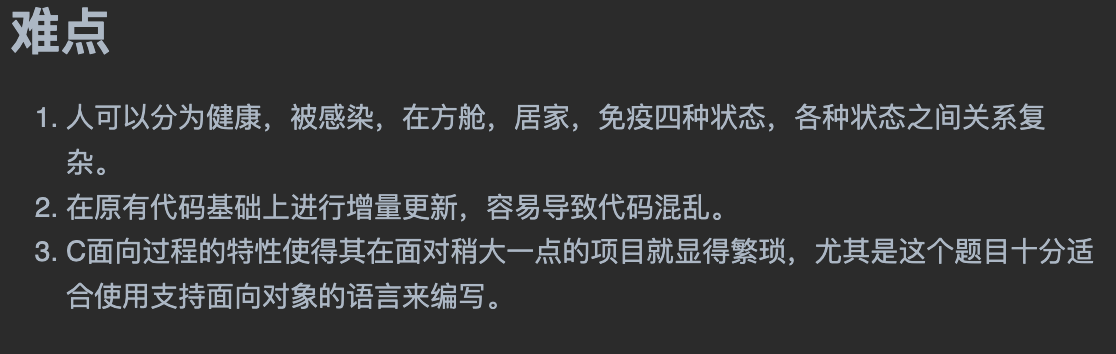 难点
1. 人可以分为健康，被感染，在方舱，居家，免疫四种状态，各种状态之间关系复
杂。
2. 在原有代码基础上进行增量更新，容易导致代码混乱。
3. C面向过程的特性使得其在面对稍大一点的项目就显得繁琐，尤其是这个题目十分适
合使用支持面向对象的语言来编写。